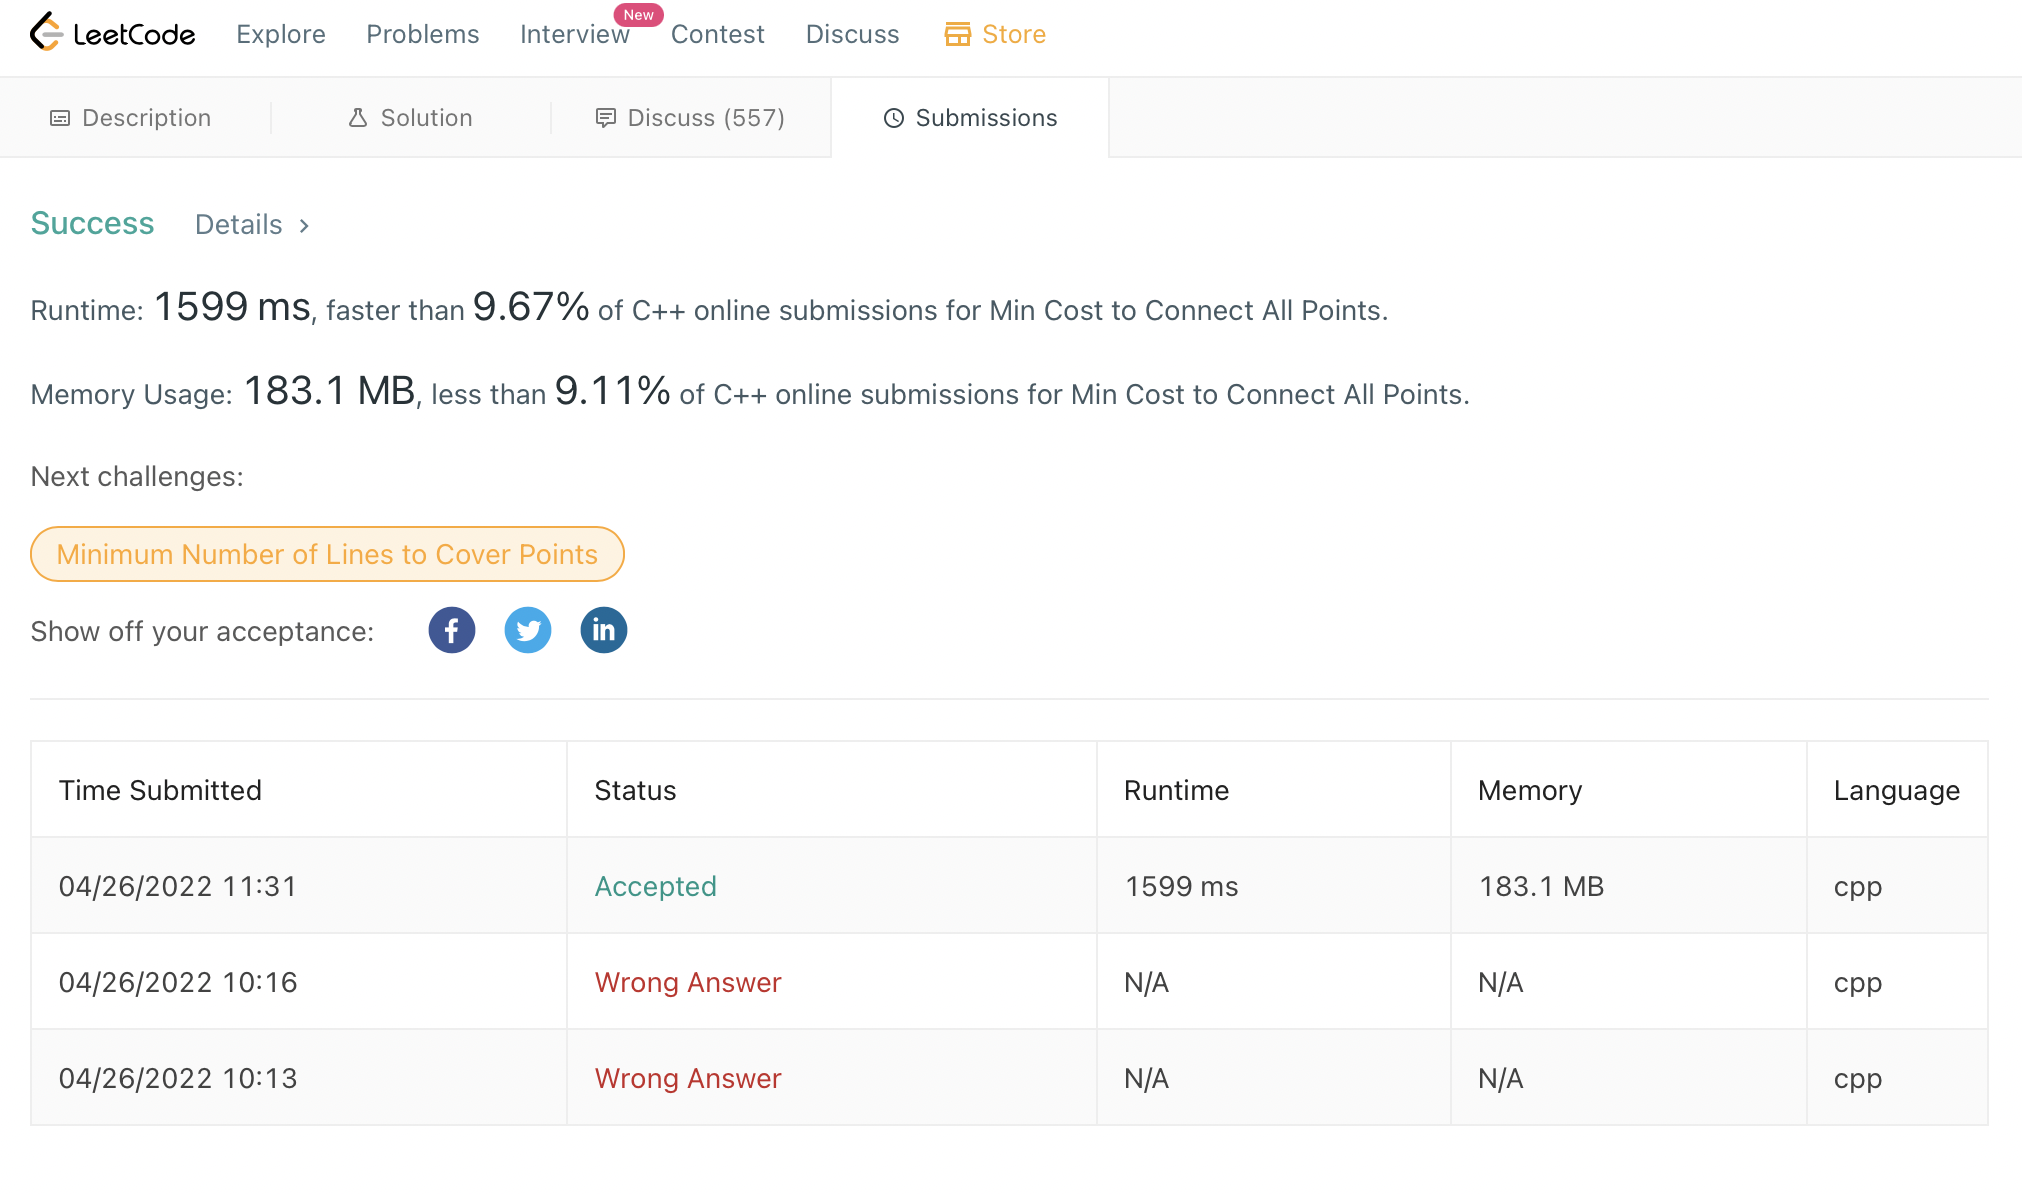 LeetCode Explore Problems Interview New Contest Discuss Store
Description Solution Discuss (557) Submissions
Success Details >
Runtime: 1599 ms, faster than 9.67% of C++ online submissions for Min Cost to Connect All Points.
Memory Usage: 183.1 MB, less than 9.11% of C++ online submissions for Min Cost to Connect All Points.
Next challenges:
Minimum Number of Lines to Cover Points
Show off your acceptance: f in
Time Submitted Status Runtime Memory Language
04/26/2022 11:31 Accepted 1599 ms 183.1 MB cpp
04/26/2022 10:16 Wrong Answer N/A N/A cpp
04/26/2022 10:13 Wrong Answer N/A N/A cpp